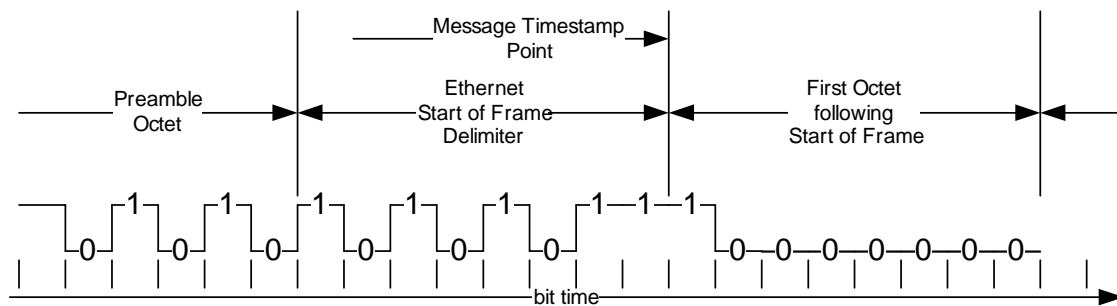 Message Timestamp
Point
Preamble
Octet
Ethernet
Start of Frame
Delimiter
First Octet
following
Start of Frame
0 1 0 1 0 1 0 1 0 1 0 1 1 1 0 0 0 0 0 0 0
bit time